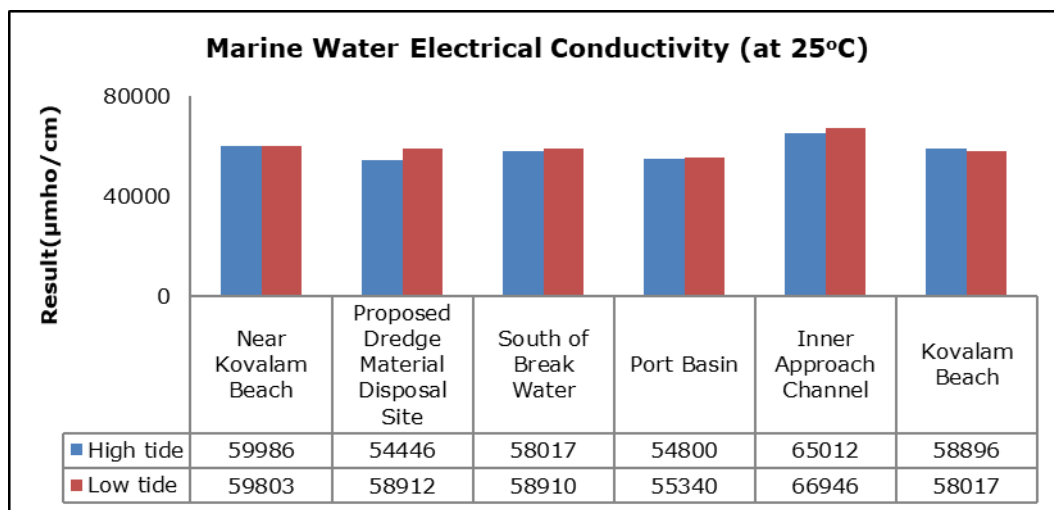 Marine Water Electrical Conductivity (at 25ºC)
Result(µmho/cm)
80000
40000
0
Near
Kovalam
Beach
Proposed
Dredge
Material
Disposal
Site
South of
Break
Water
Port Basin
Inner
Approach
Channel
Kovalam
Beach
High tide 59986 54446 58017 54800 65012 58896
Low tide 59803 58912 58910 55340 66946 58017